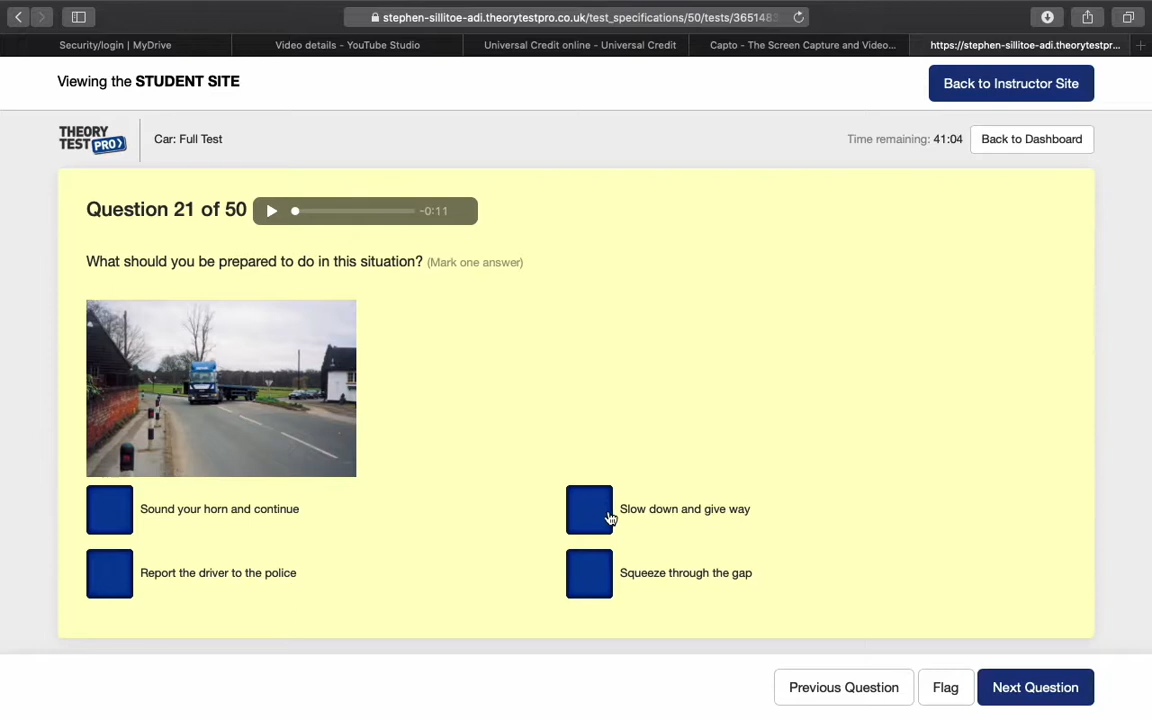 stephen-sillitoe-adi.theorytestpro.co.uk/test_specifications/50/tests/3651483
Security/login | MyDrive
Video details - YouTube Studio
Universal Credit online - Universal Credit
Capto - The Screen Capture and Video...
https://stephen-sillitoe-adi.theorytestpr...
Viewing the STUDENT SITE
Back to Instructor Site
THEORY TEST PRO
Car: Full Test
Time remaining: 41:04
Back to Dashboard
Question 21 of 50
-0:11
What should you be prepared to do in this situation? (Mark one answer)
Sound your horn and continue
Slow down and give way
Report the driver to the police
Squeeze through the gap
Previous Question
Flag
Next Question